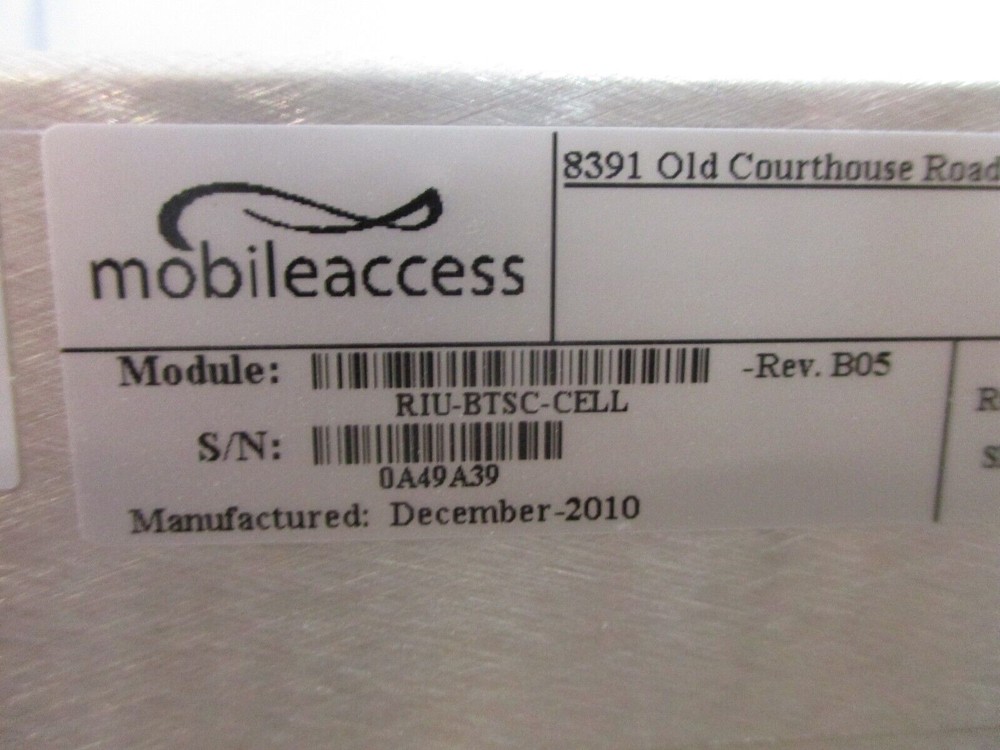 mobileaccess
8391 Old Courthouse Road
Module: -Rev. B05
RIU-BTSC-CELL
S/N:
0A49A39
Manufactured: December-2010